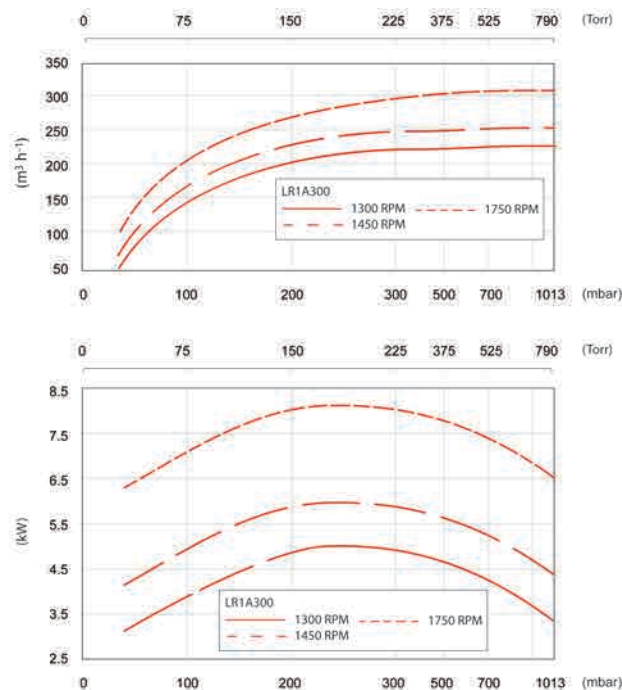 0 75 150 225 375 525 790 (Torr)
350
300
250
200
150
100
50
(m³ h⁻¹)
LR1A300
1300 RPM 1750 RPM
1450 RPM
0 100 200 300 500 700 1013 (mbar)
0 75 150 225 375 525 790 (Torr)
8.5
7.5
6.5
5.5
4.5
3.5
2.5
(kW)
LR1A300
1300 RPM 1750 RPM
1450 RPM
0 100 200 300 500 700 1013 (mbar)